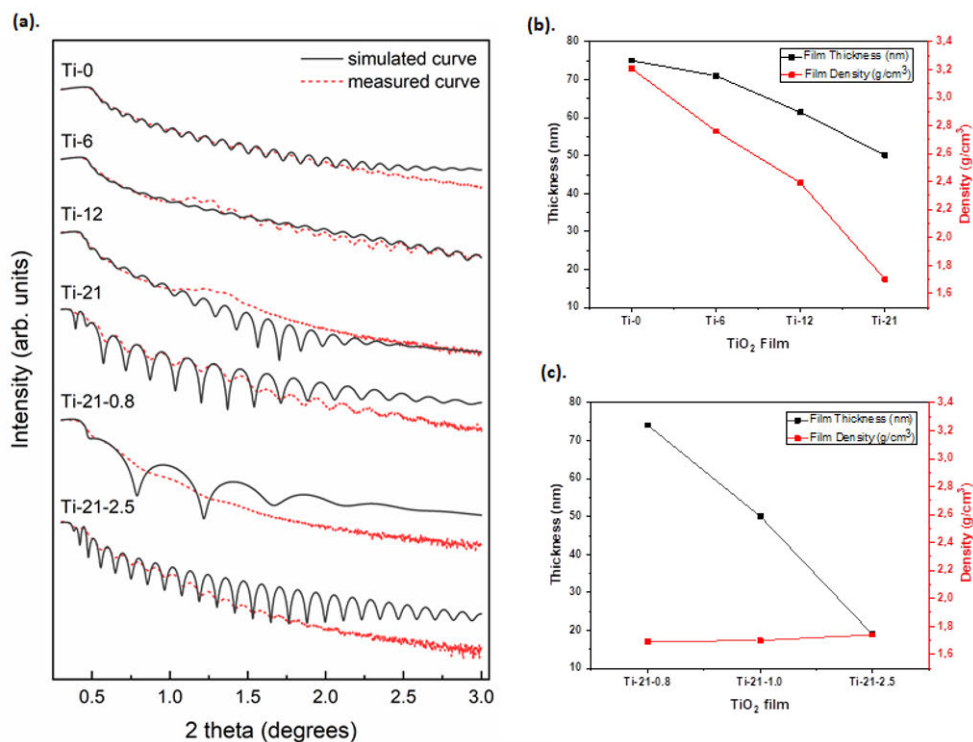 (a).
simulated curve
measured curve
Ti-0
Ti-6
Ti-12
Ti-21
Ti-21-0.8
Ti-21-2.5
Intensity (arb. units)
0.5 1.0 1.5 2.0 2.5 3.0
2 theta (degrees)
(b).
Film Thickness (nm)
Film Density (g/cm³)
80
70
60
50
40
30
20
10
Thickness (nm)
3,4
3,2
3,0
2,8
2,6
2,4
2,2
2,0
1,8
1,6
Density (g/cm³)
Ti-0 Ti-6 Ti-12 Ti-21
TiO₂ Film
(c).
Film Thickness (nm)
Film Density (g/cm³)
80
70
60
50
40
30
20
10
Thickness (nm)
3,4
3,2
3,0
2,8
2,6
2,4
2,2
2,0
1,8
1,6
Density (g/cm³)
Ti-21-0.8 Ti-21-1.0 Ti-21-2.5
TiO₂ film